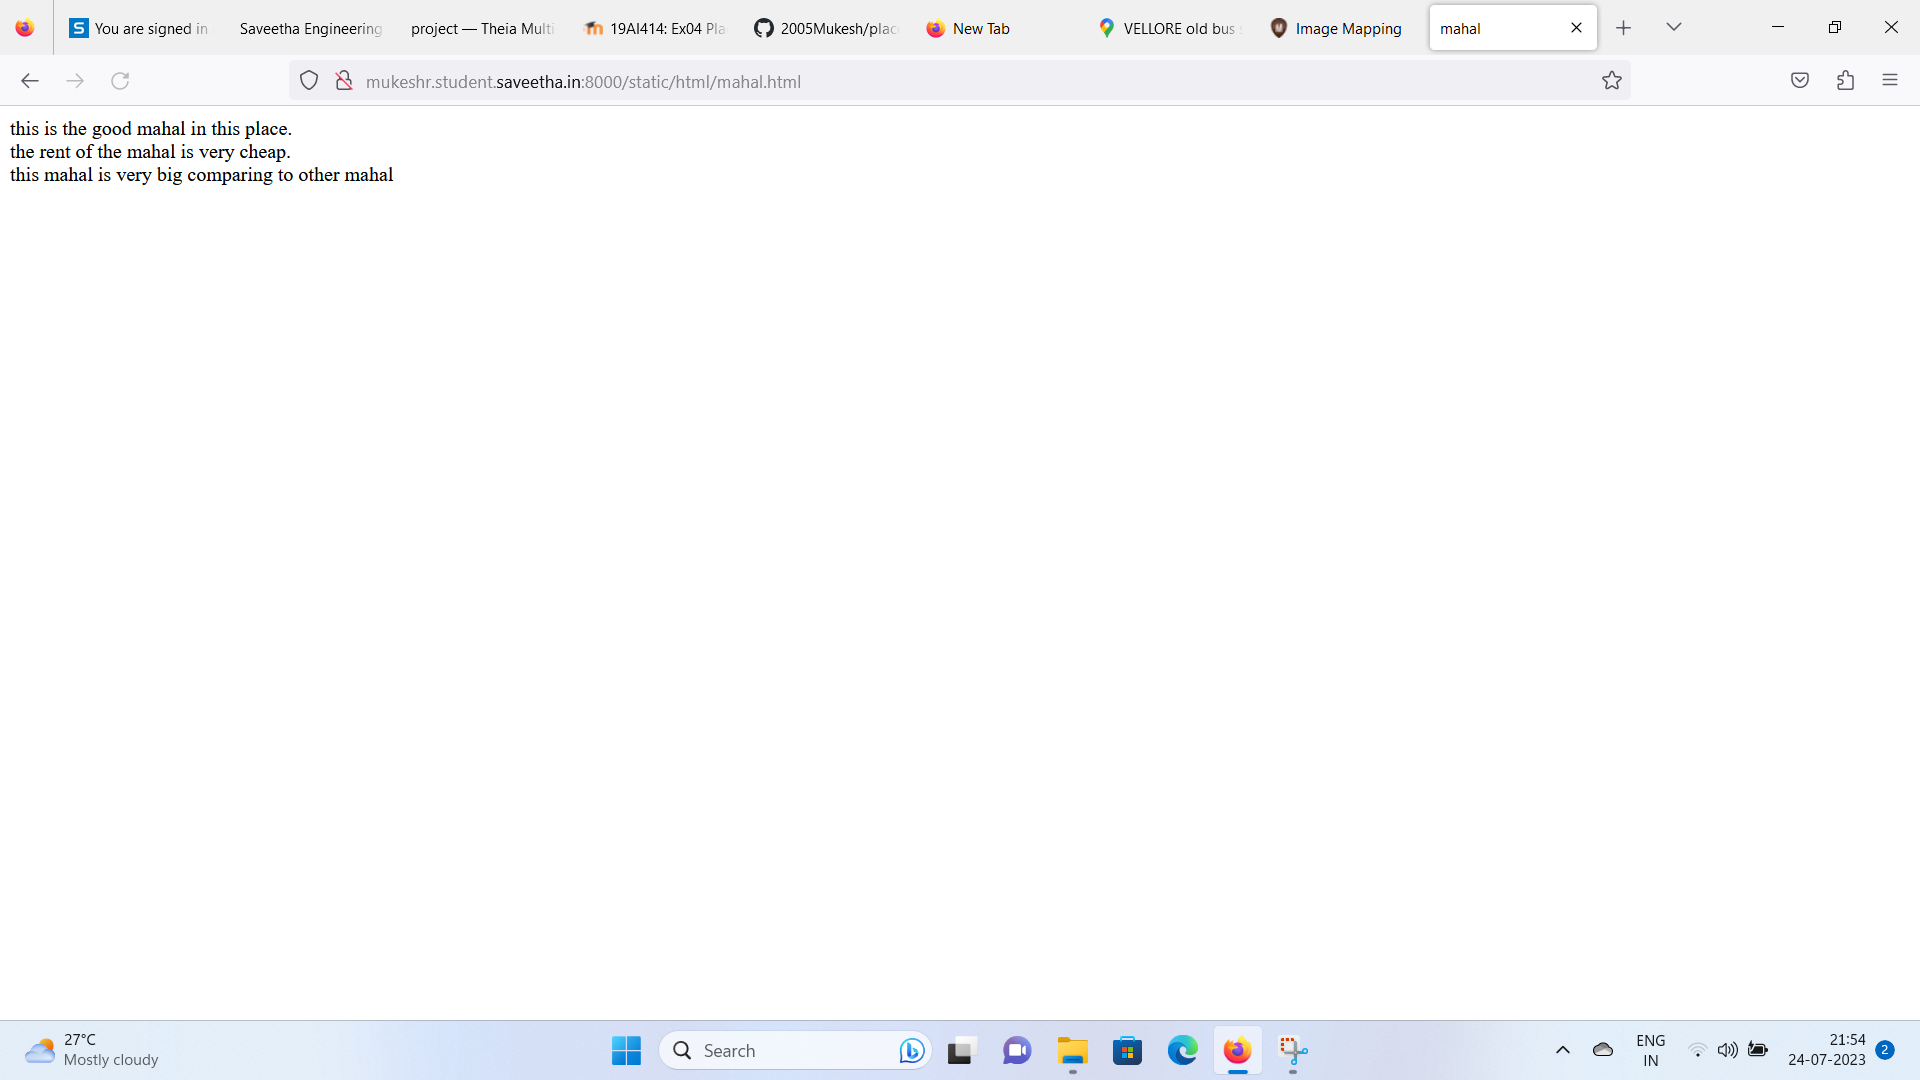 You are signed in
Saveetha Engineering
project — Theia Multi
19AI414: Ex04 Pla
2005Mukesh/plac
New Tab
VELLORE old bus
Image Mapping
mahal
mukeshr.student.saveetha.in:8000/static/html/mahal.html
this is the good mahal in this place.
the rent of the mahal is very cheap.
this mahal is very big comparing to other mahal
27°C
Mostly cloudy
Search
ENG
IN
21:54
24-07-2023
2